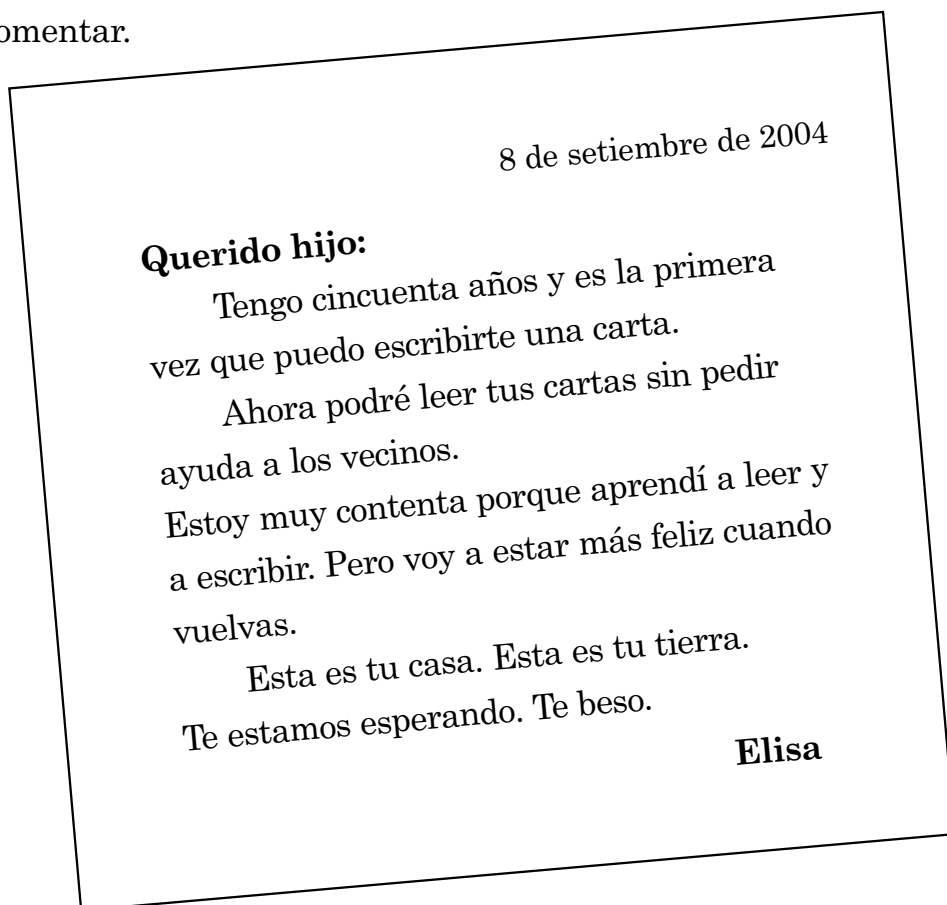 omentar.
8 de setiembre de 2004
Querido hijo:
Tengo cincuenta años y es la primera
vez que puedo escribirte una carta.
Ahora podré leer tus cartas sin pedir
ayuda a los vecinos.
Estoy muy contenta porque aprendí a leer y
a escribir. Pero voy a estar más feliz cuando
vuelvas.
Esta es tu casa. Esta es tu tierra.
Te estamos esperando. Te beso.
Elisa